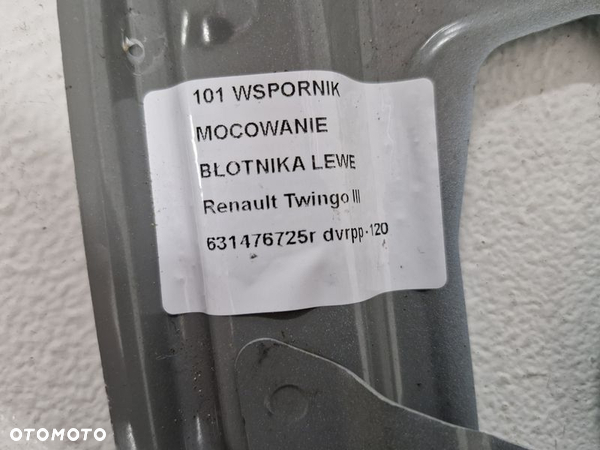 101 WSPORNIK
MOCOWANIE
BŁOTNIKA LEWE
Renault Twingo III
631476725r dvrpp-120
OTOMOTO